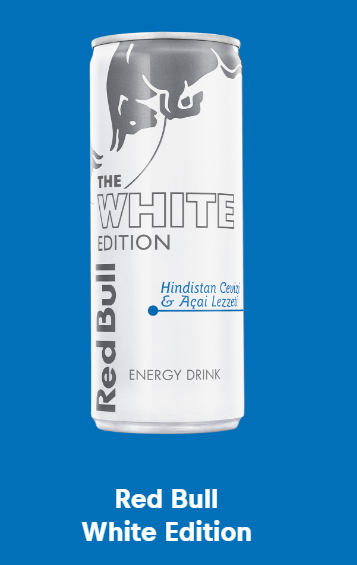 THE
WHITE
EDITION
Red Bull
Hindistan Cevizi
& Açai Lezzeti
ENERGY DRINK
Red Bull
White Edition